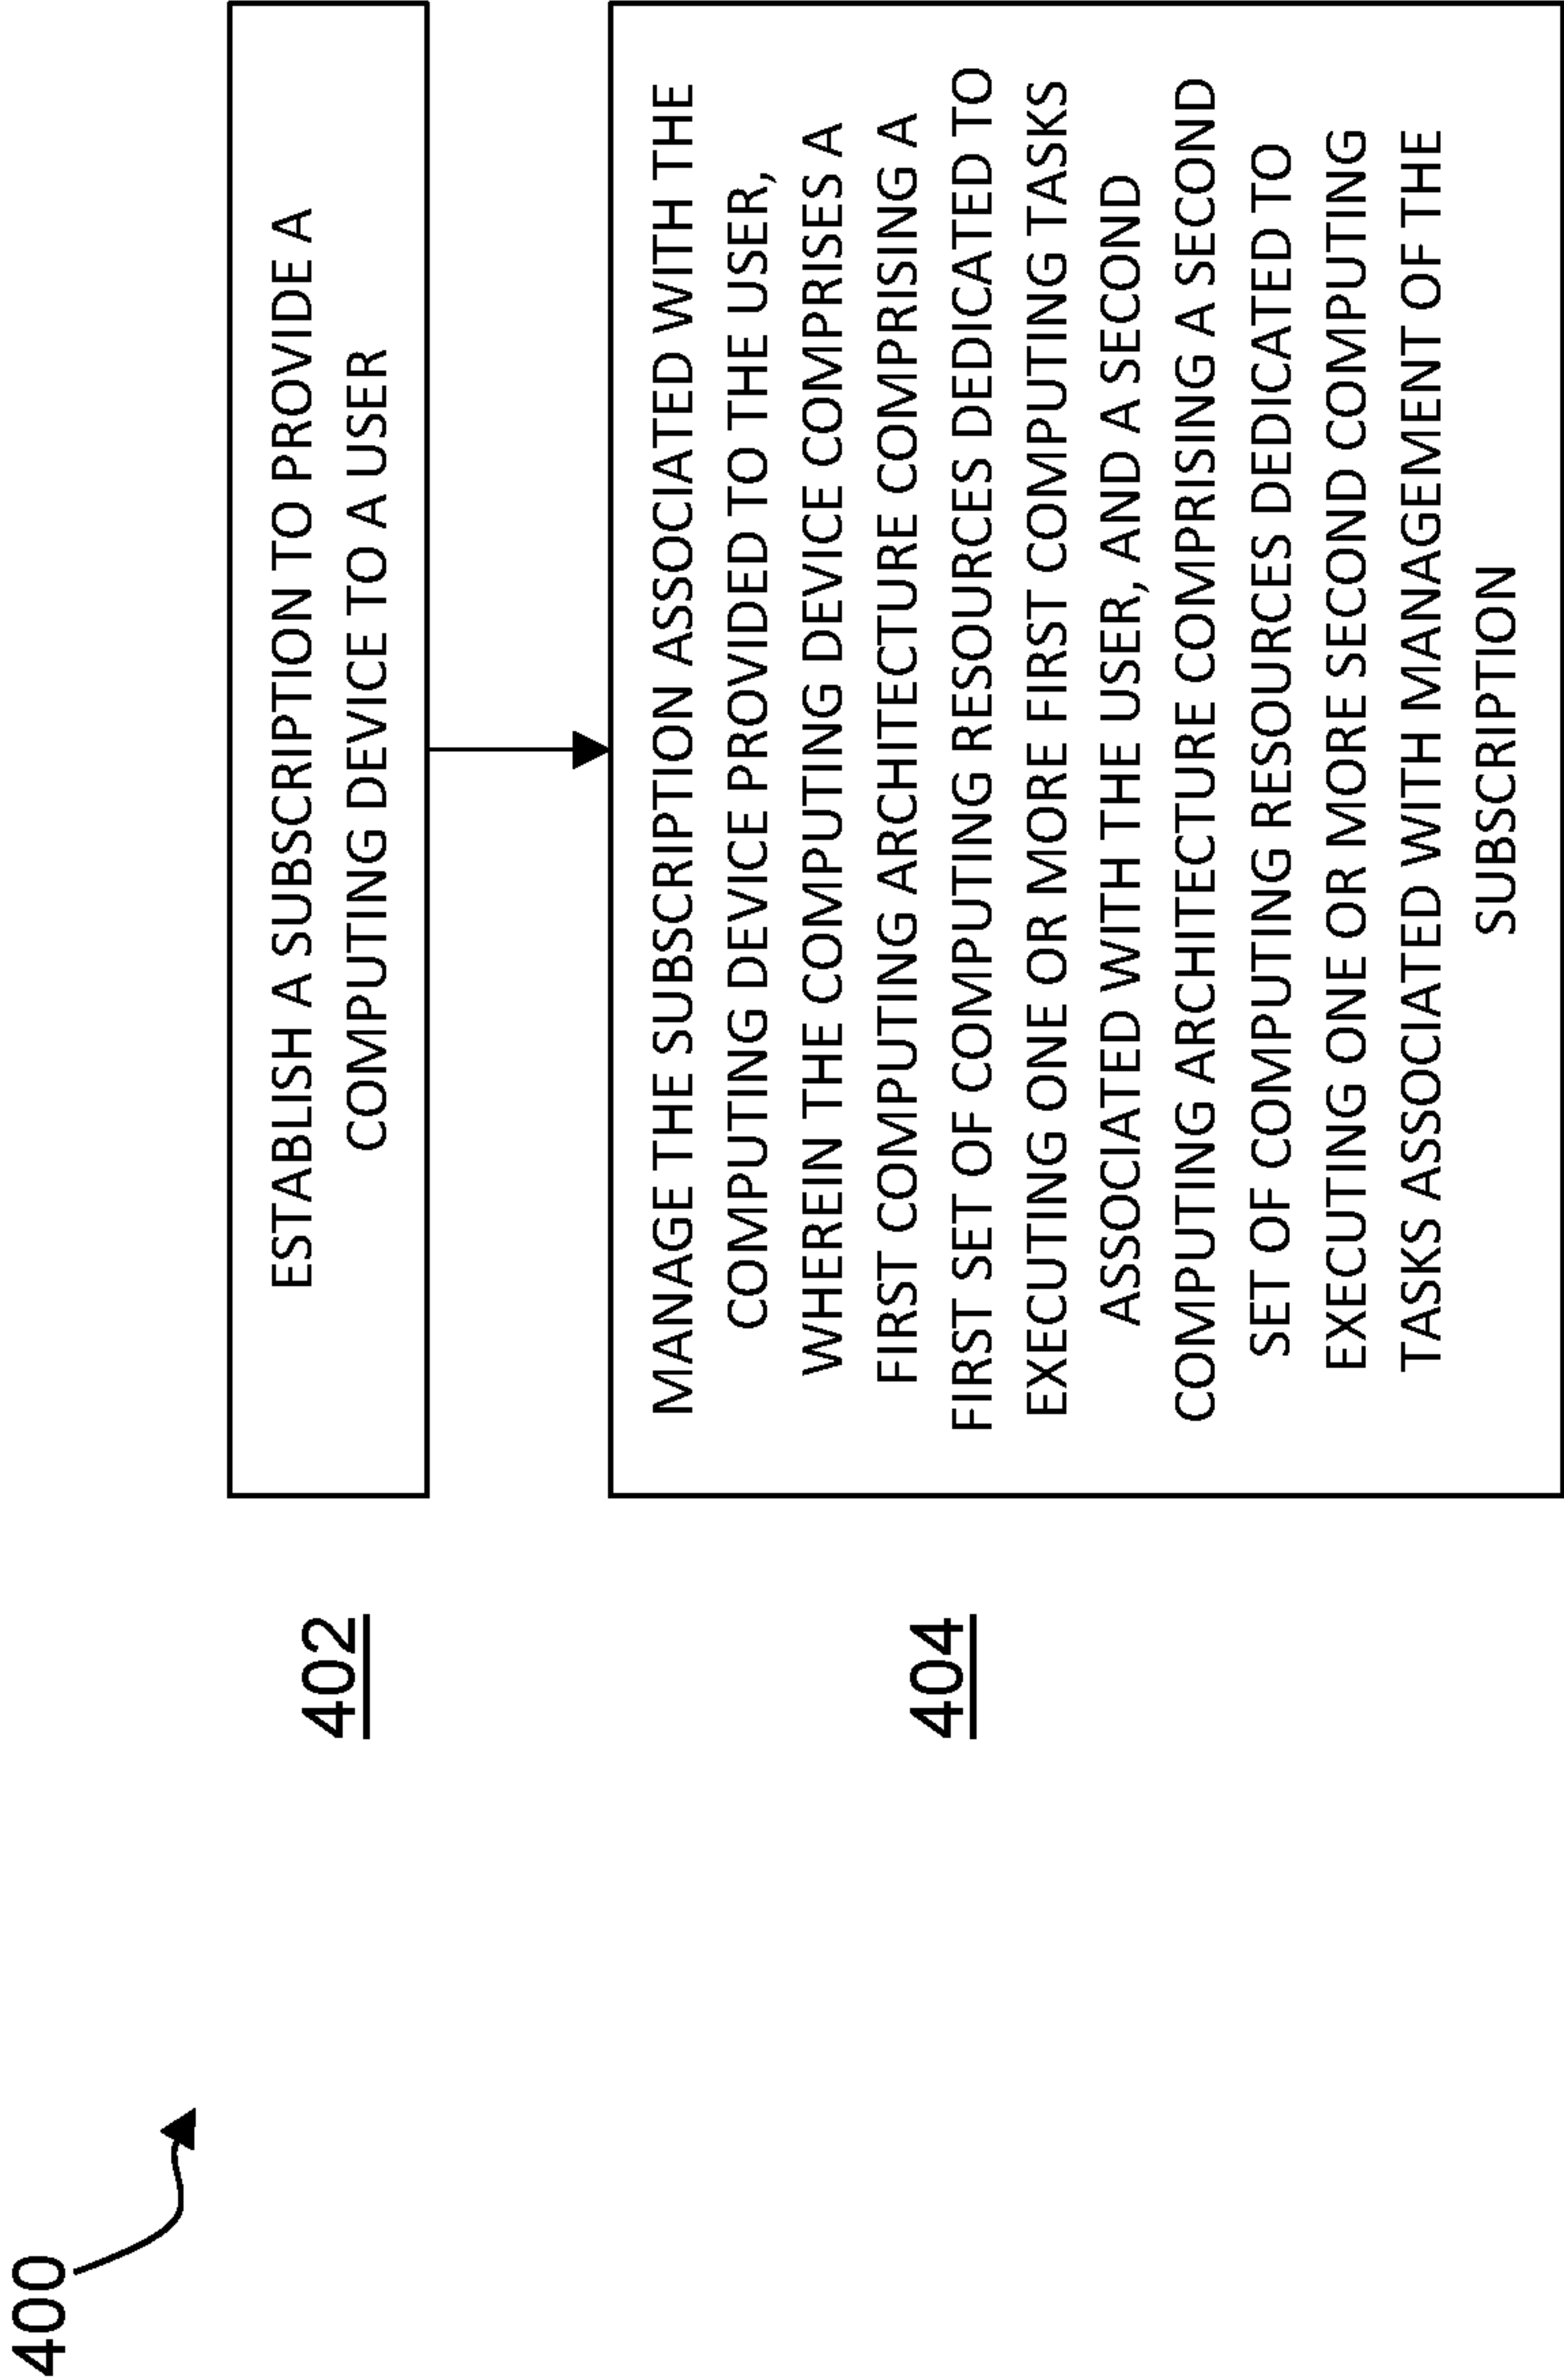 400
402
ESTABLISH A SUBSCRIPTION TO PROVIDE A
COMPUTING DEVICE TO A USER
404
MANAGE THE SUBSCRIPTION ASSOCIATED WITH THE
COMPUTING DEVICE PROVIDED TO THE USER,
WHEREIN THE COMPUTING DEVICE COMPRISES A
FIRST COMPUTING ARCHITECTURE COMPRISING A
FIRST SET OF COMPUTING RESOURCES DEDICATED TO
EXECUTING ONE OR MORE FIRST COMPUTING TASKS
ASSOCIATED WITH THE USER, AND A SECOND
COMPUTING ARCHITECTURE COMPRISING A SECOND
SET OF COMPUTING RESOURCES DEDICATED TO
EXECUTING ONE OR MORE SECOND COMPUTING
TASKS ASSOCIATED WITH MANAGEMENT OF THE
SUBSCRIPTION